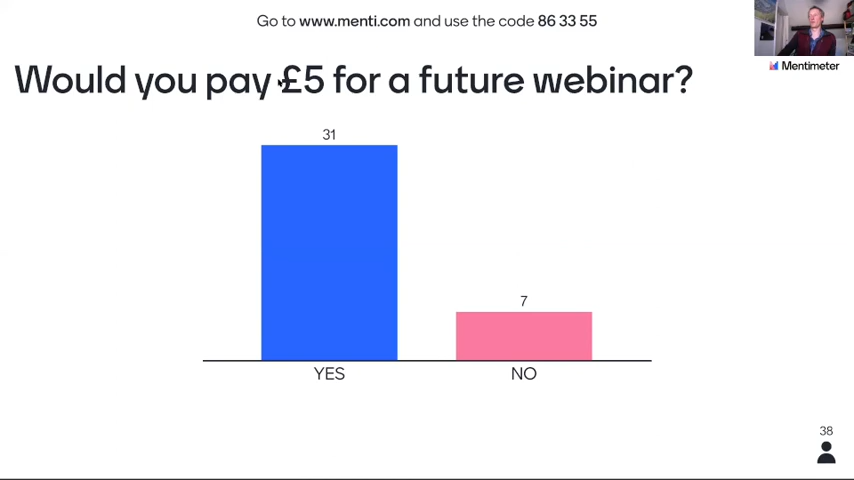 Go to www.menti.com and use the code 86 33 55
Mentimeter
Would you pay £5 for a future webinar?
31
7
YES
NO
38